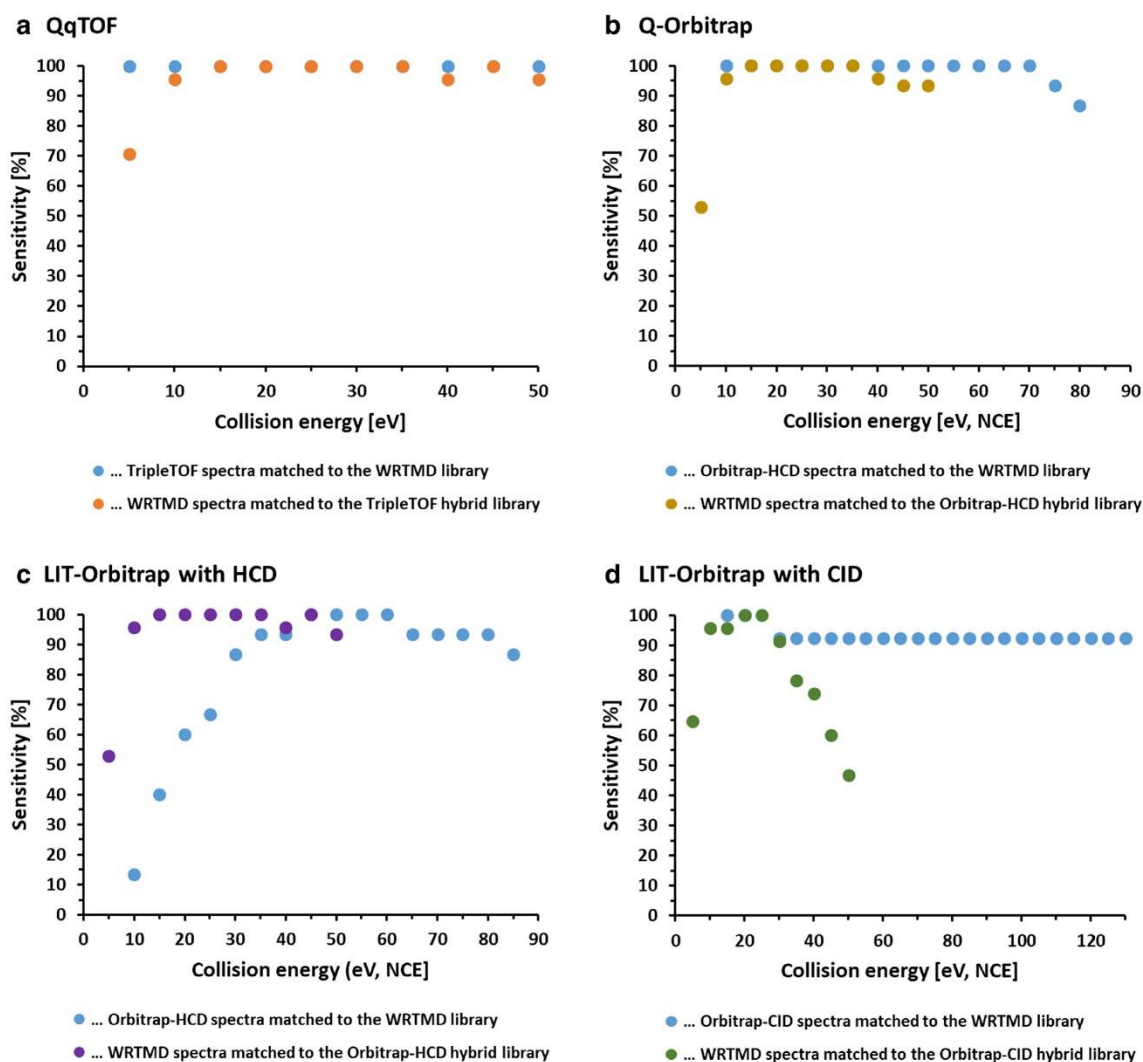 a QqTOF
100
90
80
70
60
50
40
30
20
10
0
Sensitivity [%]
0 10 20 30 40 50
Collision energy [eV]
● ... TripleTOF spectra matched to the WRTMD library
● ... WRTMD spectra matched to the TripleTOF hybrid library
b Q-Orbitrap
100
90
80
70
60
50
40
30
20
10
0
Sensitivity [%]
0 10 20 30 40 50 60 70 80 90
Collision energy [eV, NCE]
● ... Orbitrap-HCD spectra matched to the WRTMD library
● ... WRTMD spectra matched to the Orbitrap-HCD hybrid library
c LIT-Orbitrap with HCD
100
90
80
70
60
50
40
30
20
10
0
Sensitivity [%]
0 10 20 30 40 50 60 70 80 90
Collision energy (eV, NCE]
● ... Orbitrap-HCD spectra matched to the WRTMD library
● ... WRTMD spectra matched to the Orbitrap-HCD hybrid library
d LIT-Orbitrap with CID
100
90
80
70
60
50
40
30
20
10
0
Sensitivity [%]
0 20 40 60 80 100 120
Collision energy [eV, NCE]
● ... Orbitrap-CID spectra matched to the WRTMD library
● ... WRTMD spectra matched to the Orbitrap-CID hybrid library